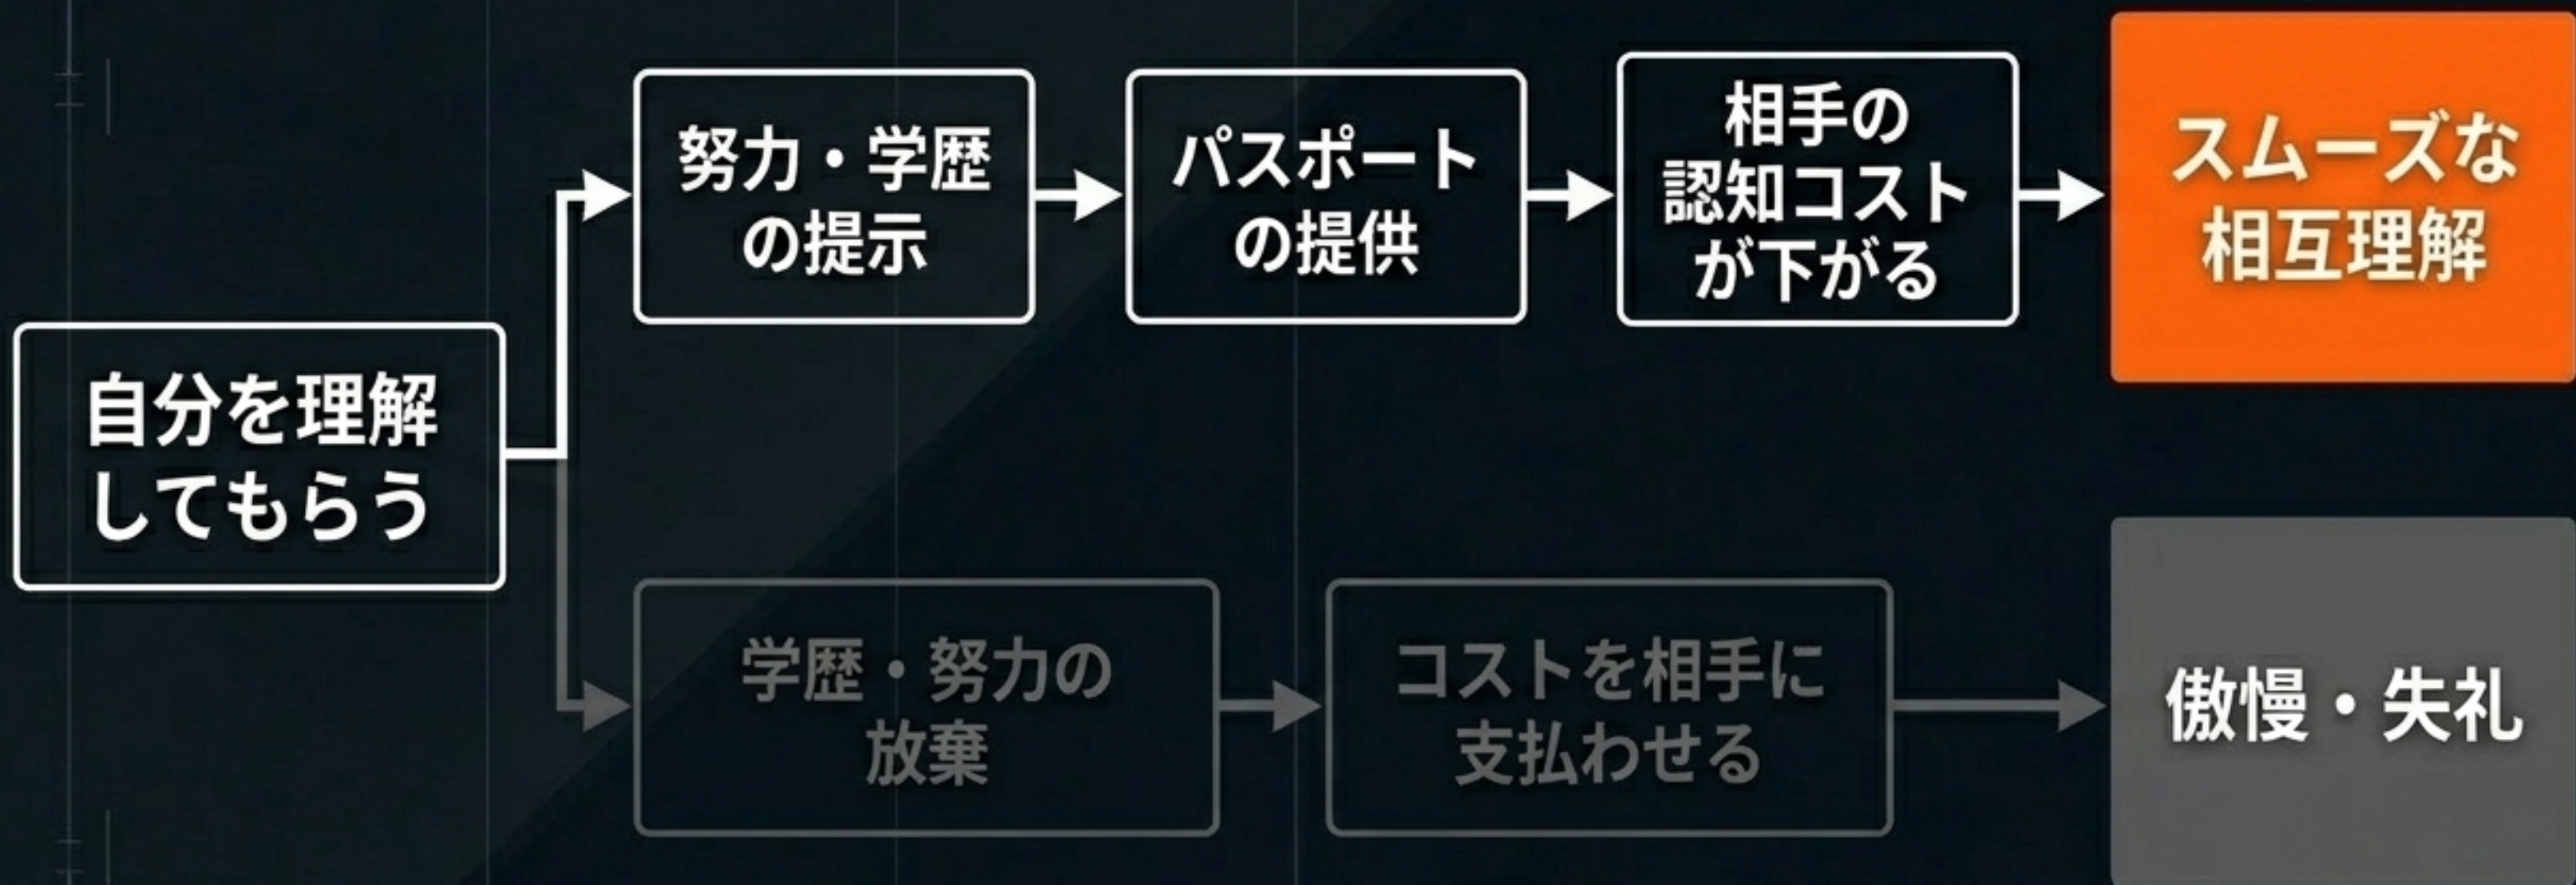 自分を理解
してもらう
努力・学歴
の提示
パスポート
の提供
相手の
認知コスト
が下がる
スムーズな
相互理解
学歴・努力の
放棄
コストを相手に
支払わせる
傲慢・失礼